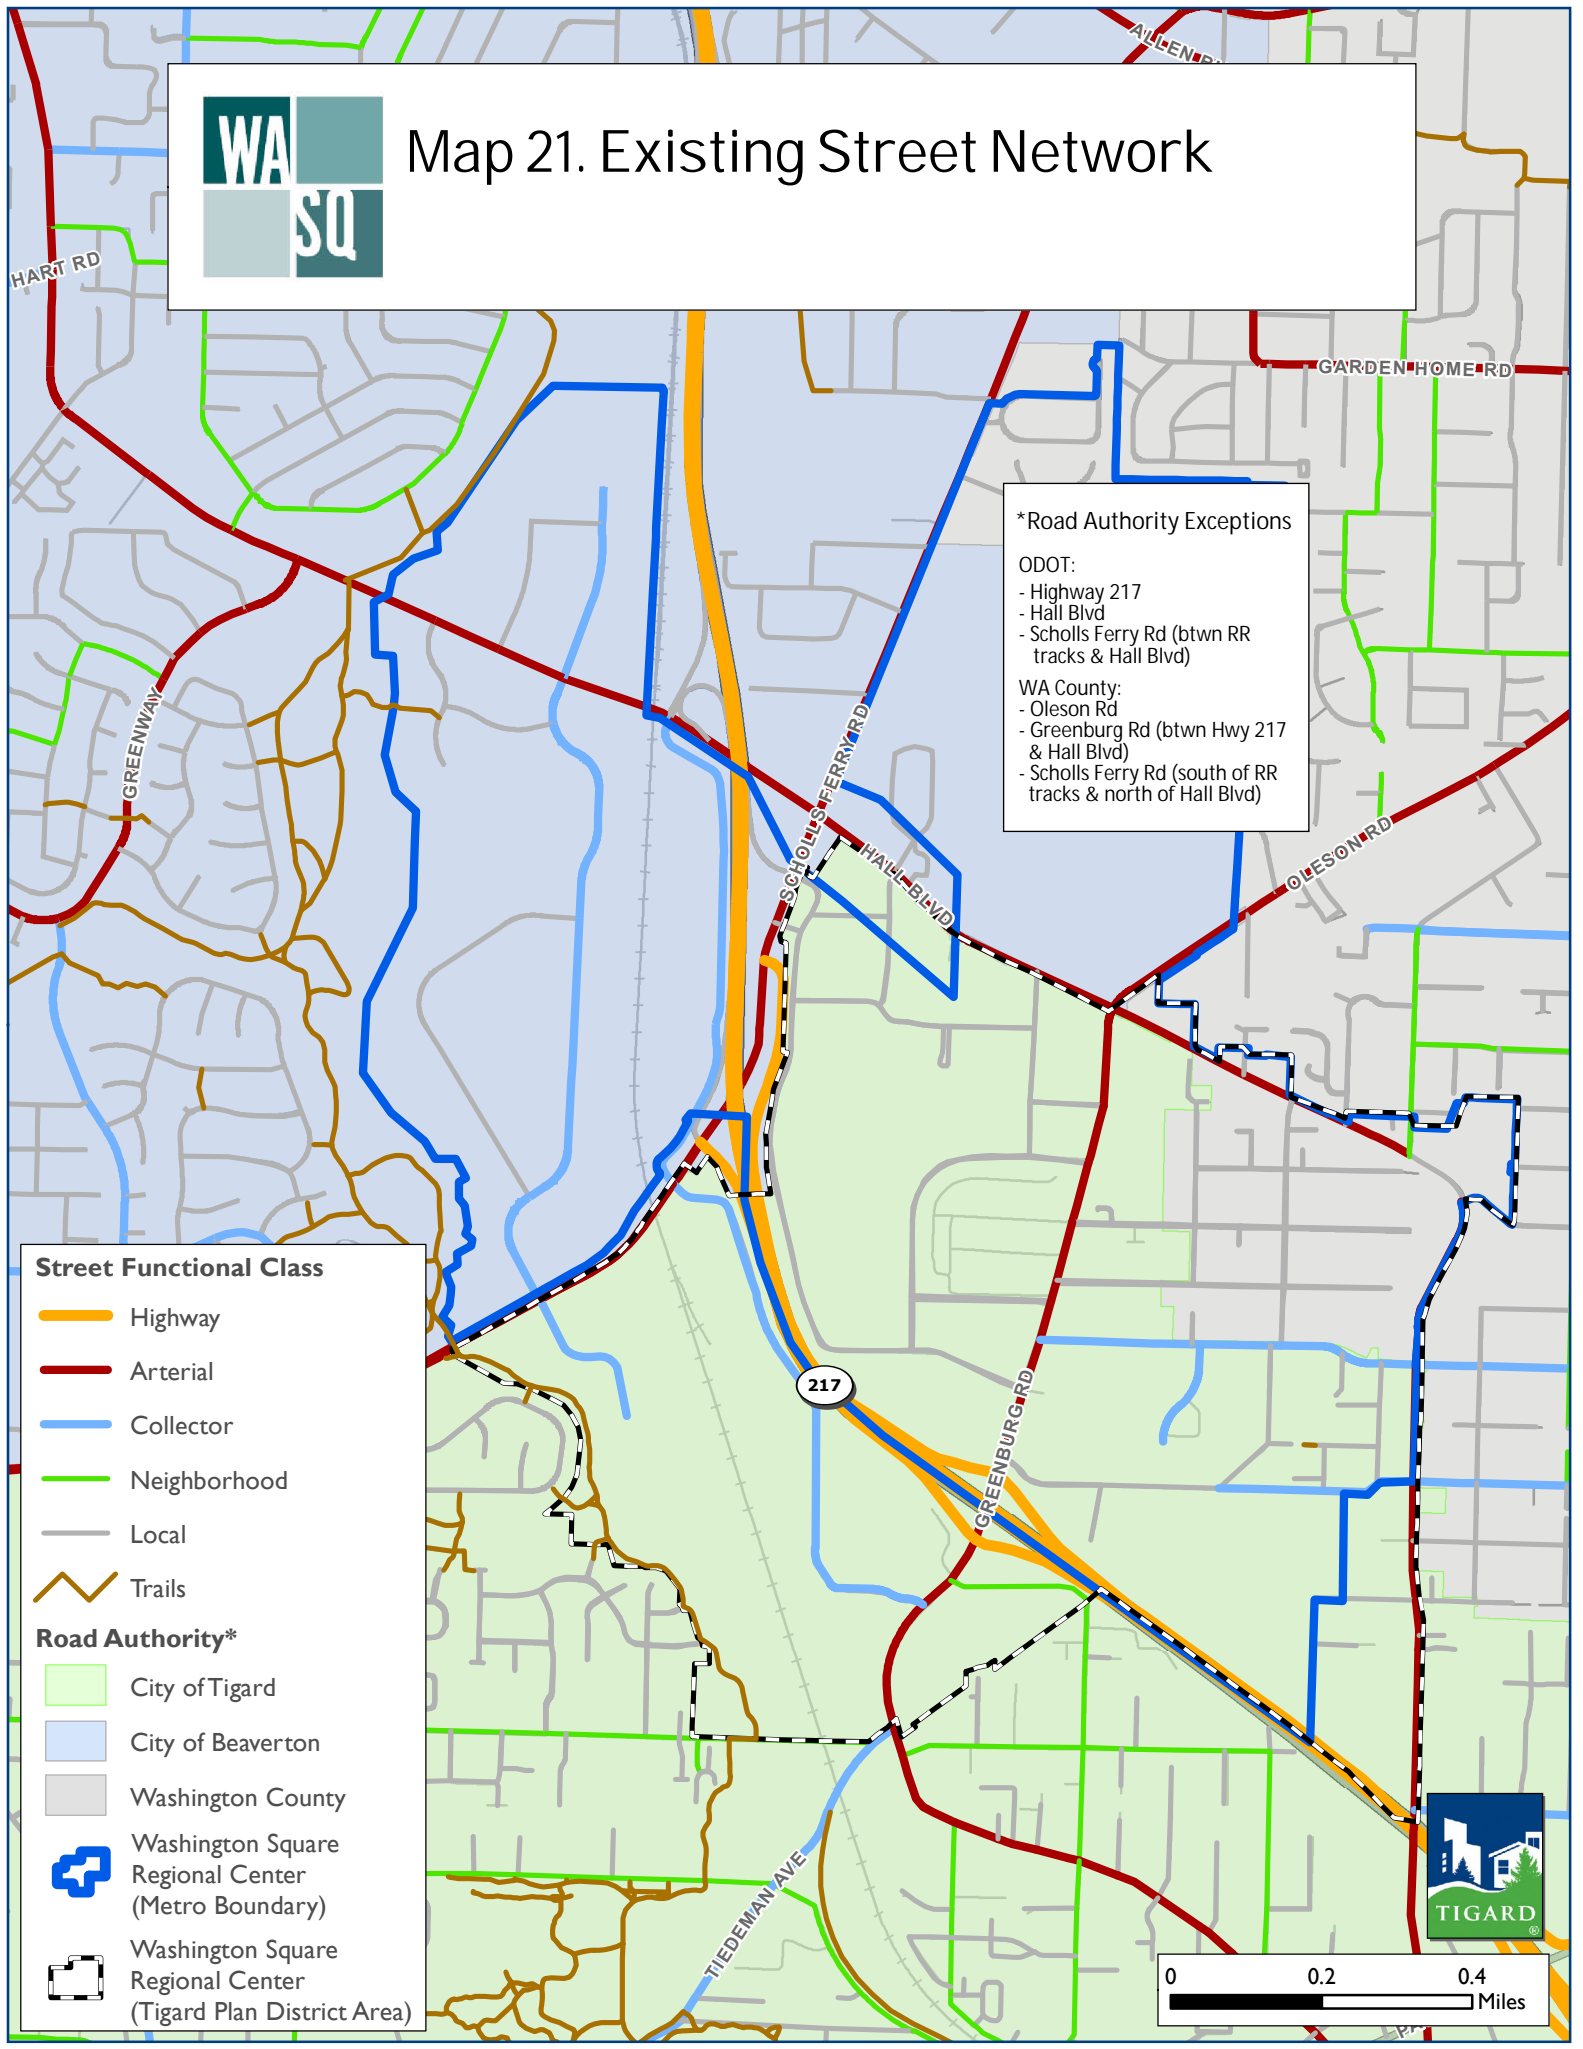 ALLEN
WA
SQ
Map 21. Existing Street Network
HART RD
GARDEN HOME RD
*Road Authority Exceptions
ODOT:
- Highway 217
- Hall Blvd
- Scholls Ferry Rd (btwn RR
tracks & Hall Blvd)
WA County:
- Oleson Rd
- Greenburg Rd (btwn Hwy 217
& Hall Blvd)
- Scholls Ferry Rd (south of RR
tracks & north of Hall Blvd)
GREENWAY
SCHOLLS FERRY RD
HALL BLVD
OLESON RD
217
GREENBURG RD
TIEDEMAN AVE
Street Functional Class
Highway
Arterial
Collector
Neighborhood
Local
Trails
Road Authority*
City of Tigard
City of Beaverton
Washington County
Washington Square
Regional Center
(Metro Boundary)
Washington Square
Regional Center
(Tigard Plan District Area)
TIGARD
®
0 0.2 0.4
Miles